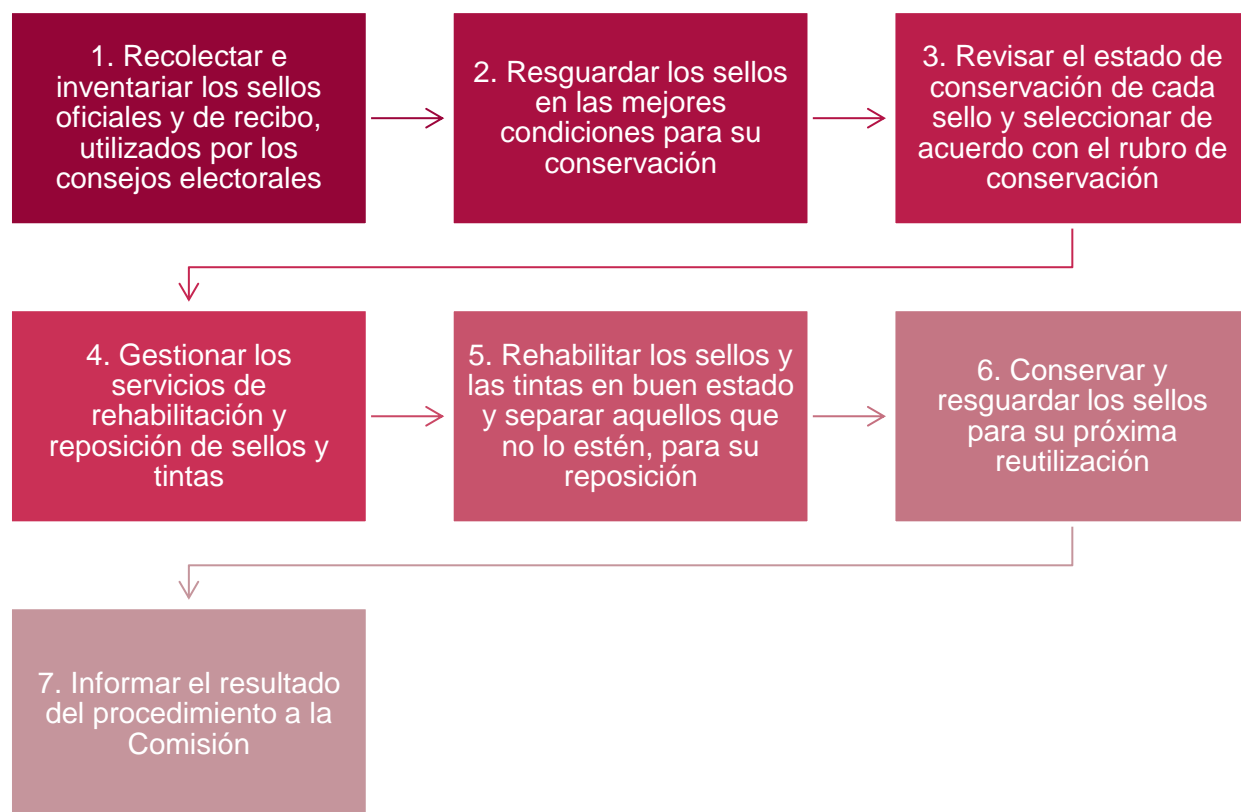 1. Recolectar e
inventariar los sellos
oficiales y de recibo,
utilizados por los
consejos electorales
2. Resguardar los sellos
en las mejores
condiciones para su
conservación
3. Revisar el estado de
conservación de cada
sello y seleccionar de
acuerdo con el rubro de
conservación
4. Gestionar los
servicios de
rehabilitación y
reposición de sellos y
tintas
5. Rehabilitar los sellos y
las tintas en buen estado
y separar aquellos que
no lo estén, para su
reposición
6. Conservar y
resguardar los sellos
para su próxima
reutilización
7. Informar el resultado
del procedimiento a la
Comisión